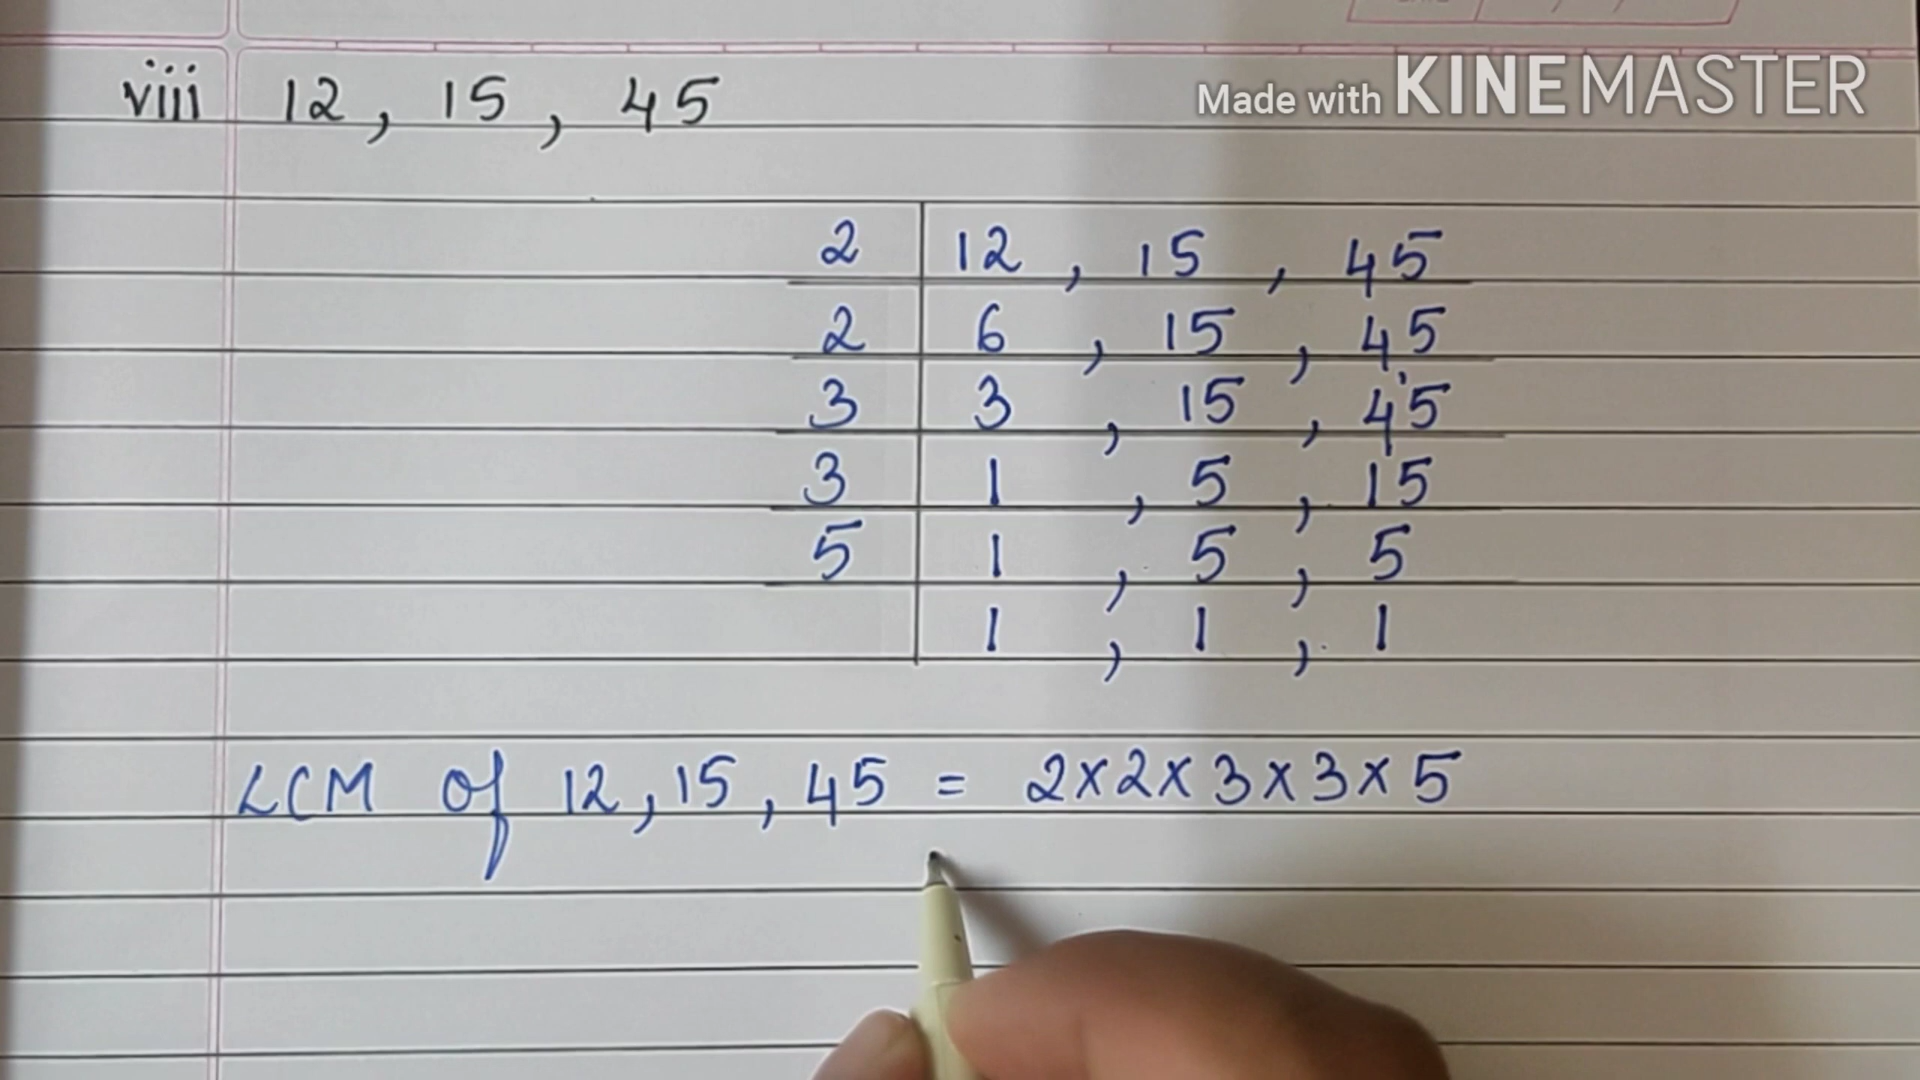 Made with KINEMASTER
viii 12, 15, 45
2 12, 15, 45
2 6, 15, 45
3 3, 15, 45
3 1, 5, 15
5 1, 5, 5
1, 1, 1
LCM of 12, 15, 45 = 2×2×3×3×5